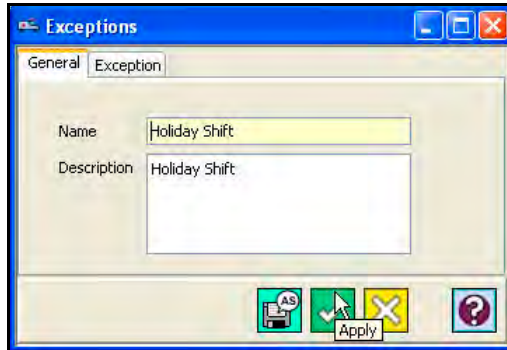 Exceptions
General Exception
Name Holiday Shift
Description Holiday Shift
AS
?
Apply